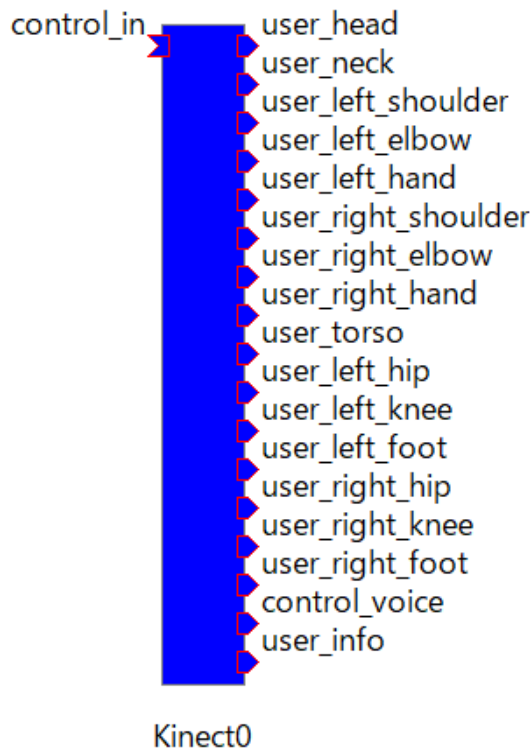 control_in
user_head
user_neck
user_left_shoulder
user_left_elbow
user_left_hand
user_right_shoulder
user_right_elbow
user_right_hand
user_torso
user_left_hip
user_left_knee
user_left_foot
user_right_hip
user_right_knee
user_right_foot
control_voice
user_info
Kinect0